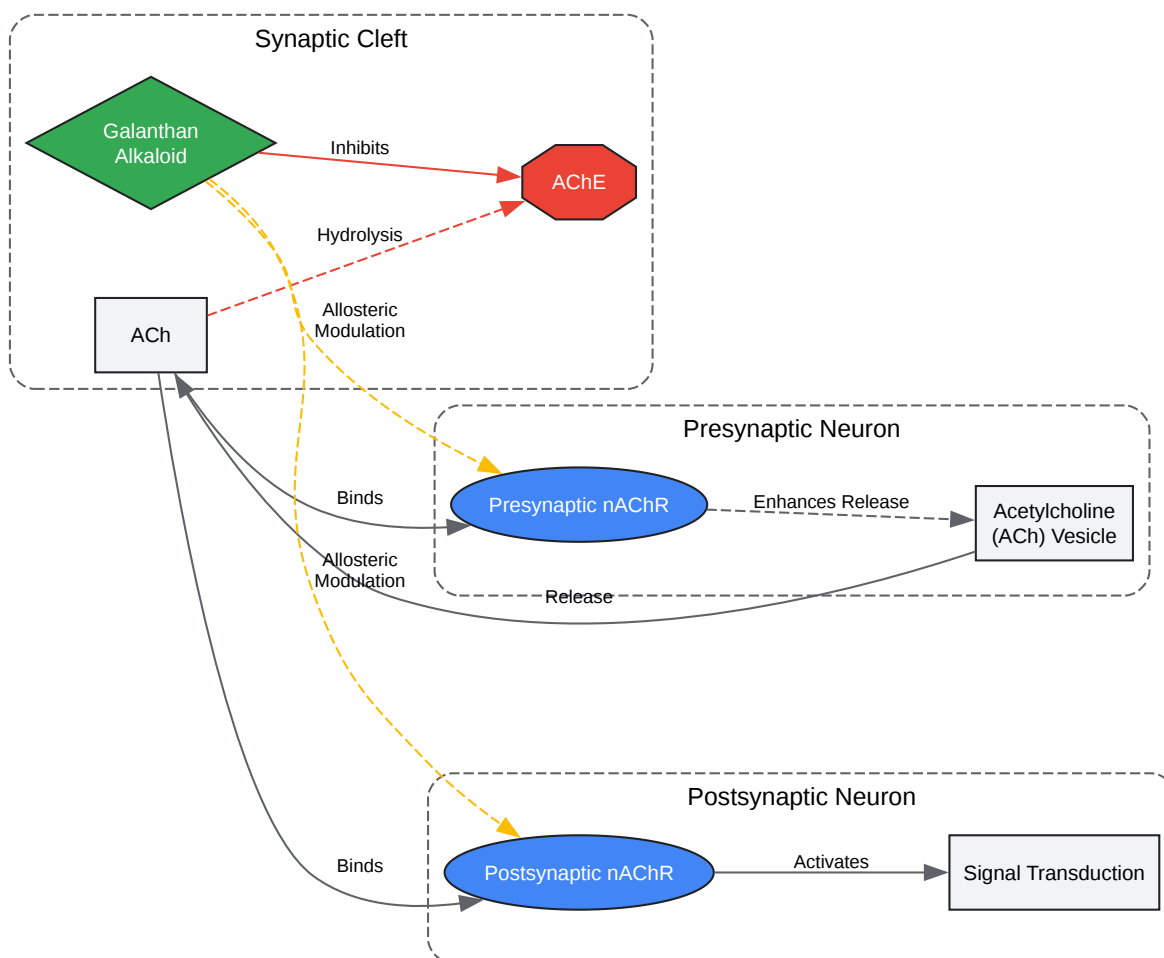 Synaptic Cleft
Galanthan
Alkaloid
Inhibits
AChE
Hydrolysis
Allosteric
Modulation
ACh
Presynaptic Neuron
Binds
Presynaptic nAChR
Enhances Release
Acetylcholine
(ACh) Vesicle
Allosteric
Modulation
Release
Postsynaptic Neuron
Binds
Postsynaptic nAChR
Activates
Signal Transduction